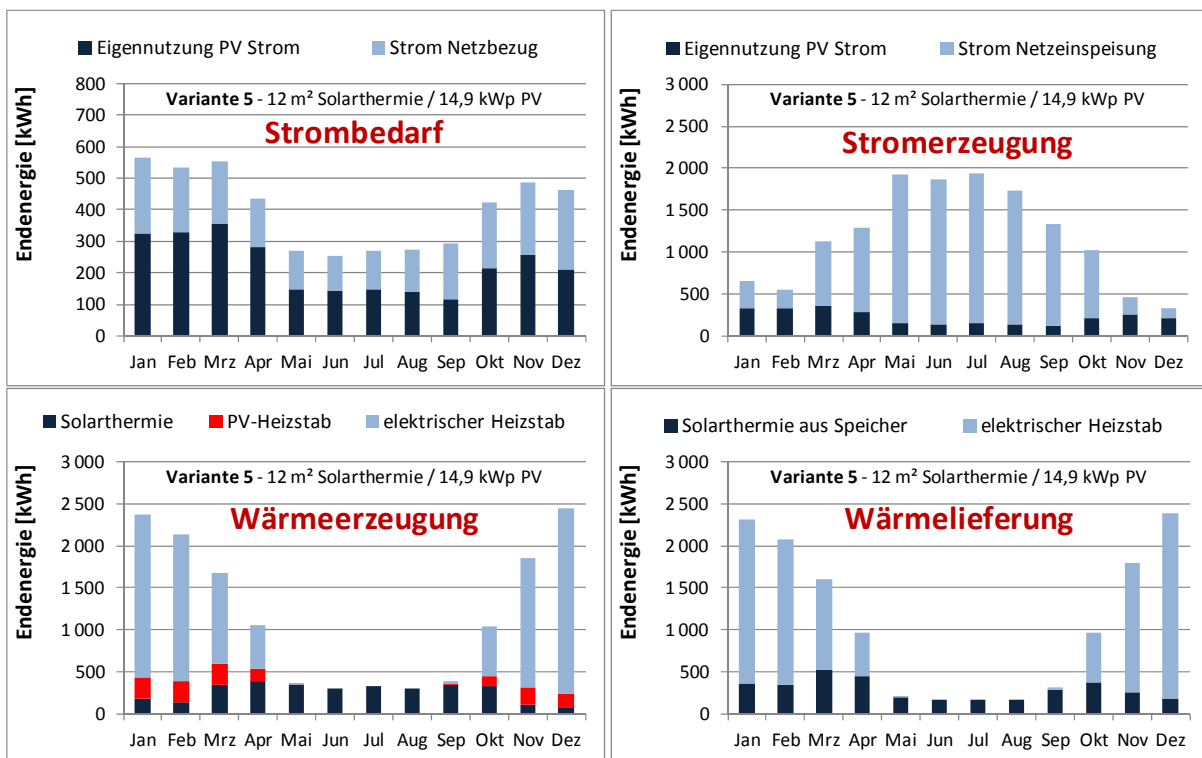 Eigennutzung PV Strom Strom Netzbezug
Endenergie [kWh]
800
700
600
500
400
300
200
100
0
Variante 5 - 12 m² Solarthermie / 14,9 kWp PV
Strombedarf
Jan Feb Mrz Apr Mai Jun Jul Aug Sep Okt Nov Dez
Eigennutzung PV Strom Strom Netzeinspeisung
Endenergie [kWh]
3 000
2 500
2 000
1 500
1 000
500
0
Variante 5 - 12 m² Solarthermie / 14,9 kWp PV
Stromerzeugung
Jan Feb Mrz Apr Mai Jun Jul Aug Sep Okt Nov Dez
Solarthermie PV-Heizstab elektrischer Heizstab
Endenergie [kWh]
3 000
2 500
2 000
1 500
1 000
500
0
Variante 5 - 12 m² Solarthermie / 14,9 kWp PV
Wärmeerzeugung
Jan Feb Mrz Apr Mai Jun Jul Aug Sep Okt Nov Dez
Solarthermie aus Speicher elektrischer Heizstab
Endenergie [kWh]
3 000
2 500
2 000
1 500
1 000
500
0
Variante 5 - 12 m² Solarthermie / 14,9 kWp PV
Wärmelieferung
Jan Feb Mrz Apr Mai Jun Jul Aug Sep Okt Nov Dez